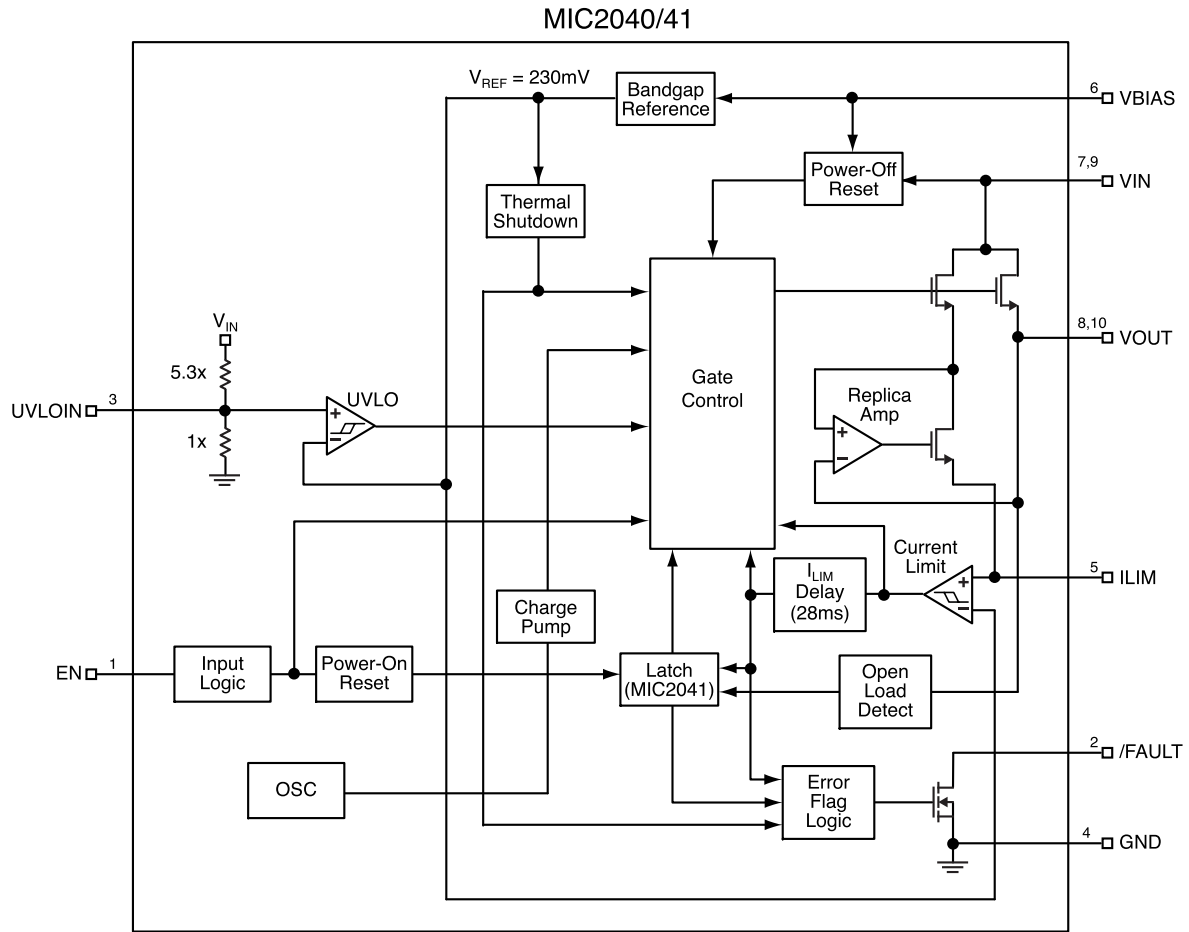 MIC2040/41
VREF = 230mV
Bandgap
Reference
6
VBIAS
Power-Off
Reset
7,9
VIN
Thermal
Shutdown
8,10
VOUT
VIN
5.3x
UVLOIN
3
1x
UVLO
+
–
Gate
Control
Replica
Amp
+
–
Current
Limit
+
–
5
ILIM
ILIM
Delay
(28ms)
Charge
Pump
EN
1
Input
Logic
Power-On
Reset
Latch
(MIC2041)
Open
Load
Detect
2
/FAULT
OSC
Error
Flag
Logic
4
GND